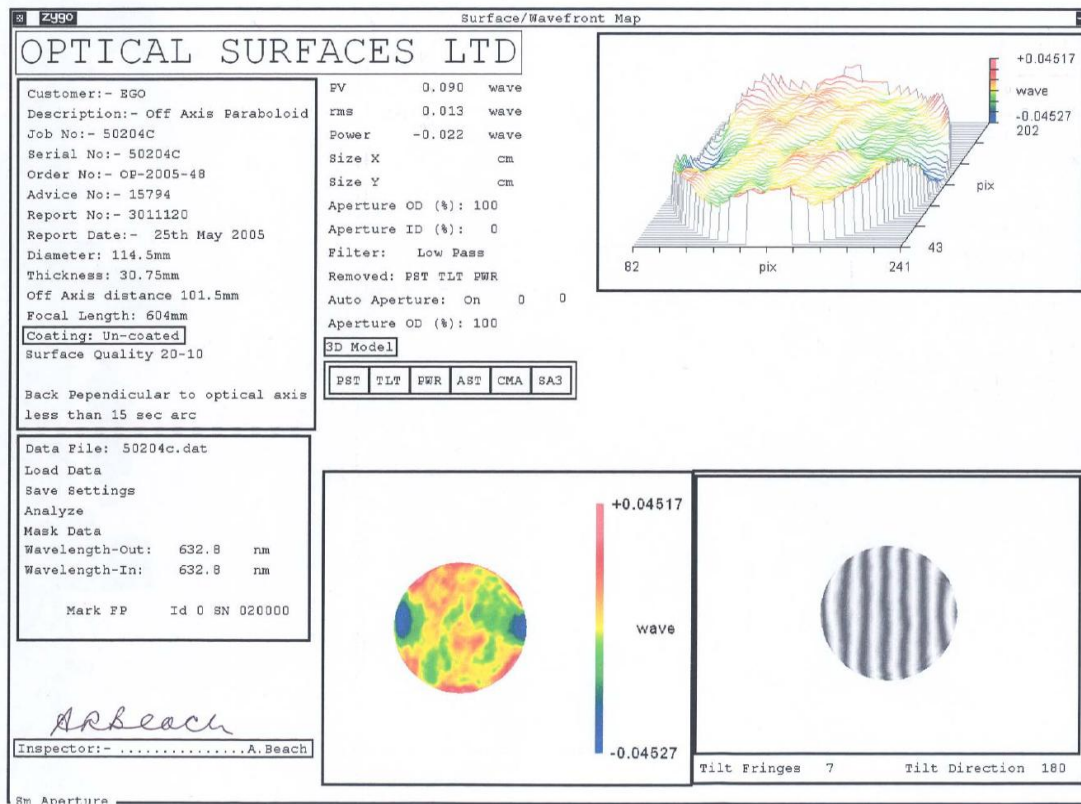 zygo
Surface/Wavefront Map
OPTICAL SURFACES LTD
Customer:- EGO
Description:- Off Axis Paraboloid
Job No:- 50204C
Serial No:- 50204C
Order No:- OP-2005-48
Advice No:- 15794
Report No:- 3011120
Report Date:- 25th May 2005
Diameter: 114.5mm
Thickness: 30.75mm
Off Axis distance 101.5mm
Focal Length: 604mm
Coating: Un-coated
Surface Quality 20-10
Back Pependicular to optical axis
less than 15 sec arc
PV 0.090 wave
rms 0.013 wave
Power -0.022 wave
Size X cm
Size Y cm
Aperture OD (%): 100
Aperture ID (%): 0
Filter: Low Pass
Removed: PST TLT PWR
Auto Aperture: On 0 0
Aperture OD (%): 100
3D Model
PST TLT PWR AST CMA SA3
+0.04517
wave
-0.04527
202
pix
43
82 pix 241
Data File: 50204c.dat
Load Data
Save Settings
Analyze
Mask Data
Wavelength-Out: 632.8 nm
Wavelength-In: 632.8 nm
Mark FP Id 0 SN 020000
ARBeach
Inspector:- ...............A.Beach
+0.04517
wave
-0.04527
Tilt Fringes 7 Tilt Direction 180
8m Aperture